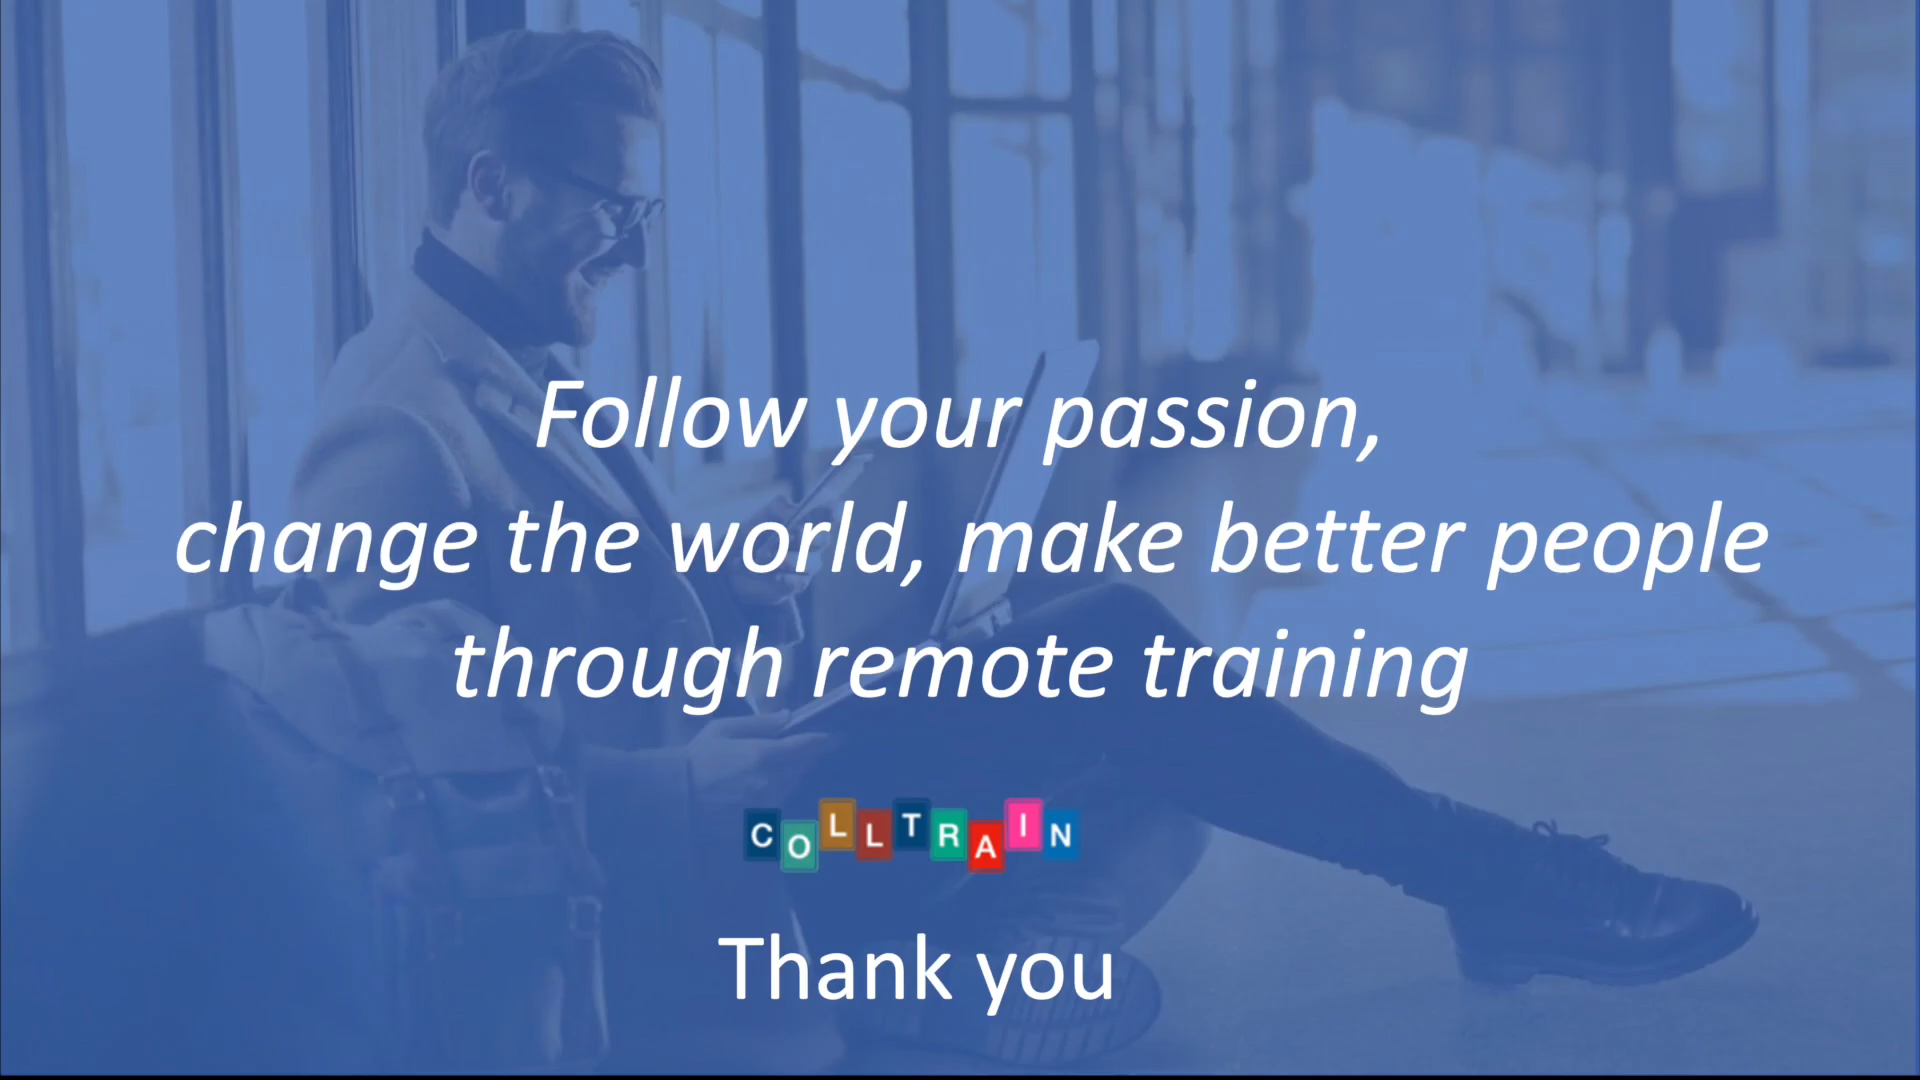 Follow your passion,
change the world, make better people
through remote training
COLLTRAIN
Thank you